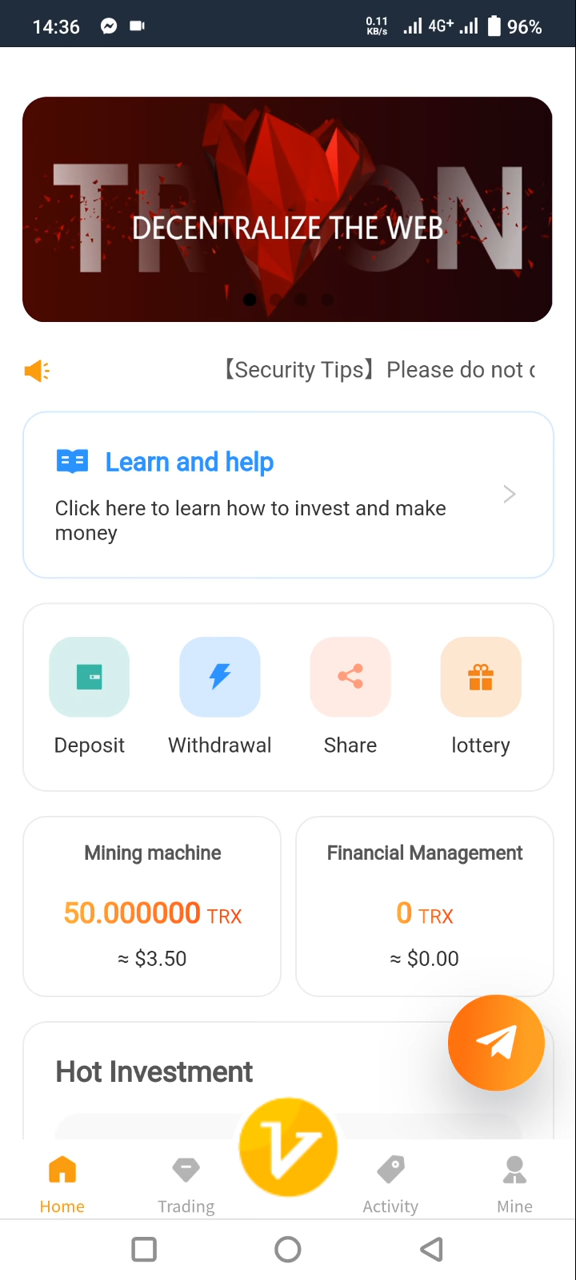 14:36
0.11
KB/s
4G+
96%
TRON
DECENTRALIZE THE WEB
【Security Tips】Please do not
Learn and help
Click here to learn how to invest and make
money
Deposit
Withdrawal
Share
lottery
Mining machine
Financial Management
50.000000 TRX
0 TRX
≈ $3.50
≈ $0.00
Hot Investment
Home
Trading
Activity
Mine